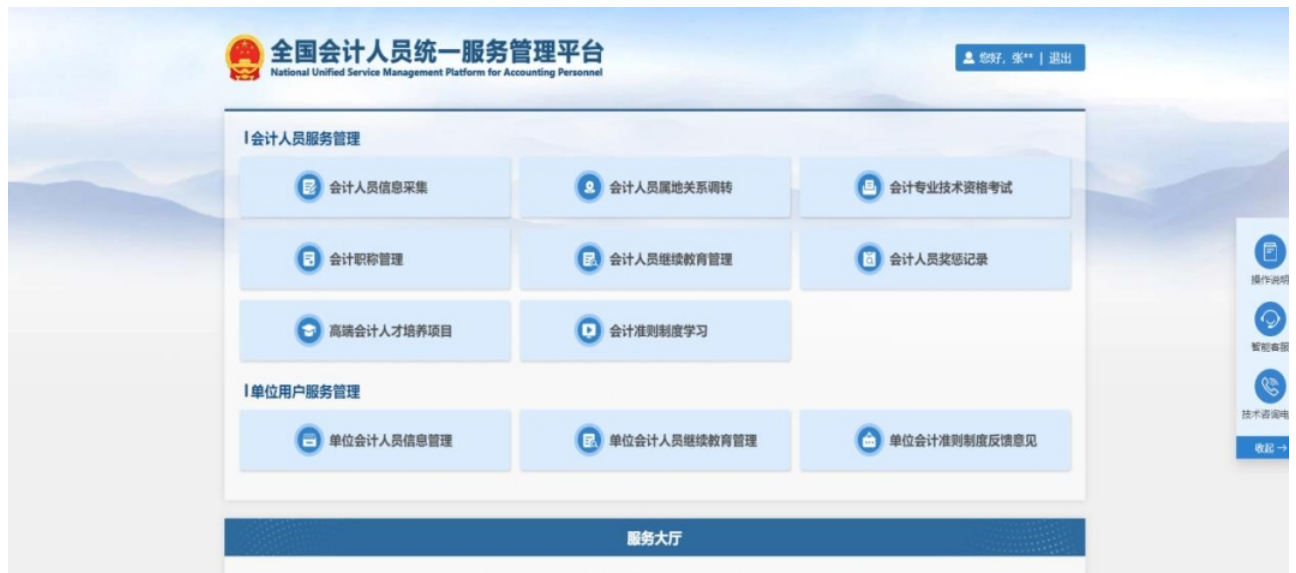 全国会计人员统一服务管理平台
National Unified Service Management Platform for Accounting Personnel
您好, 张** | 退出
会计人员服务管理
会计人员信息采集
会计人员属地关系调转
会计专业技术资格考试
会计职称管理
会计人员继续教育管理
会计人员奖惩记录
高端会计人才培养项目
会计准则制度学习
单位用户服务管理
单位会计人员信息管理
单位会计人员继续教育管理
单位会计准则制度反馈意见
服务大厅
操作说明
智能客服
技术咨询电
收起→